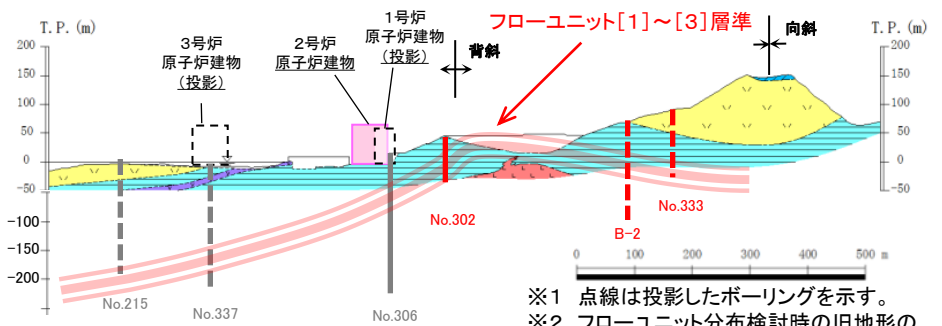 フローユニット[1]～[3]層準
T.P.(m)
200
150
100
50
0
-50
-100
-150
-200
3号炉
原子炉建物
(投影)
2号炉
原子炉建物
1号炉
原子炉建物
(投影)
背斜
向斜
T.P.(m)
200
150
100
50
0
-50
No.302
No.333
B-2
No.215
No.337
No.306
0 100 200 300 400 500 m
※1 点線は投影したボーリングを示す。
※2 フローユニット分布検討時の旧地形の